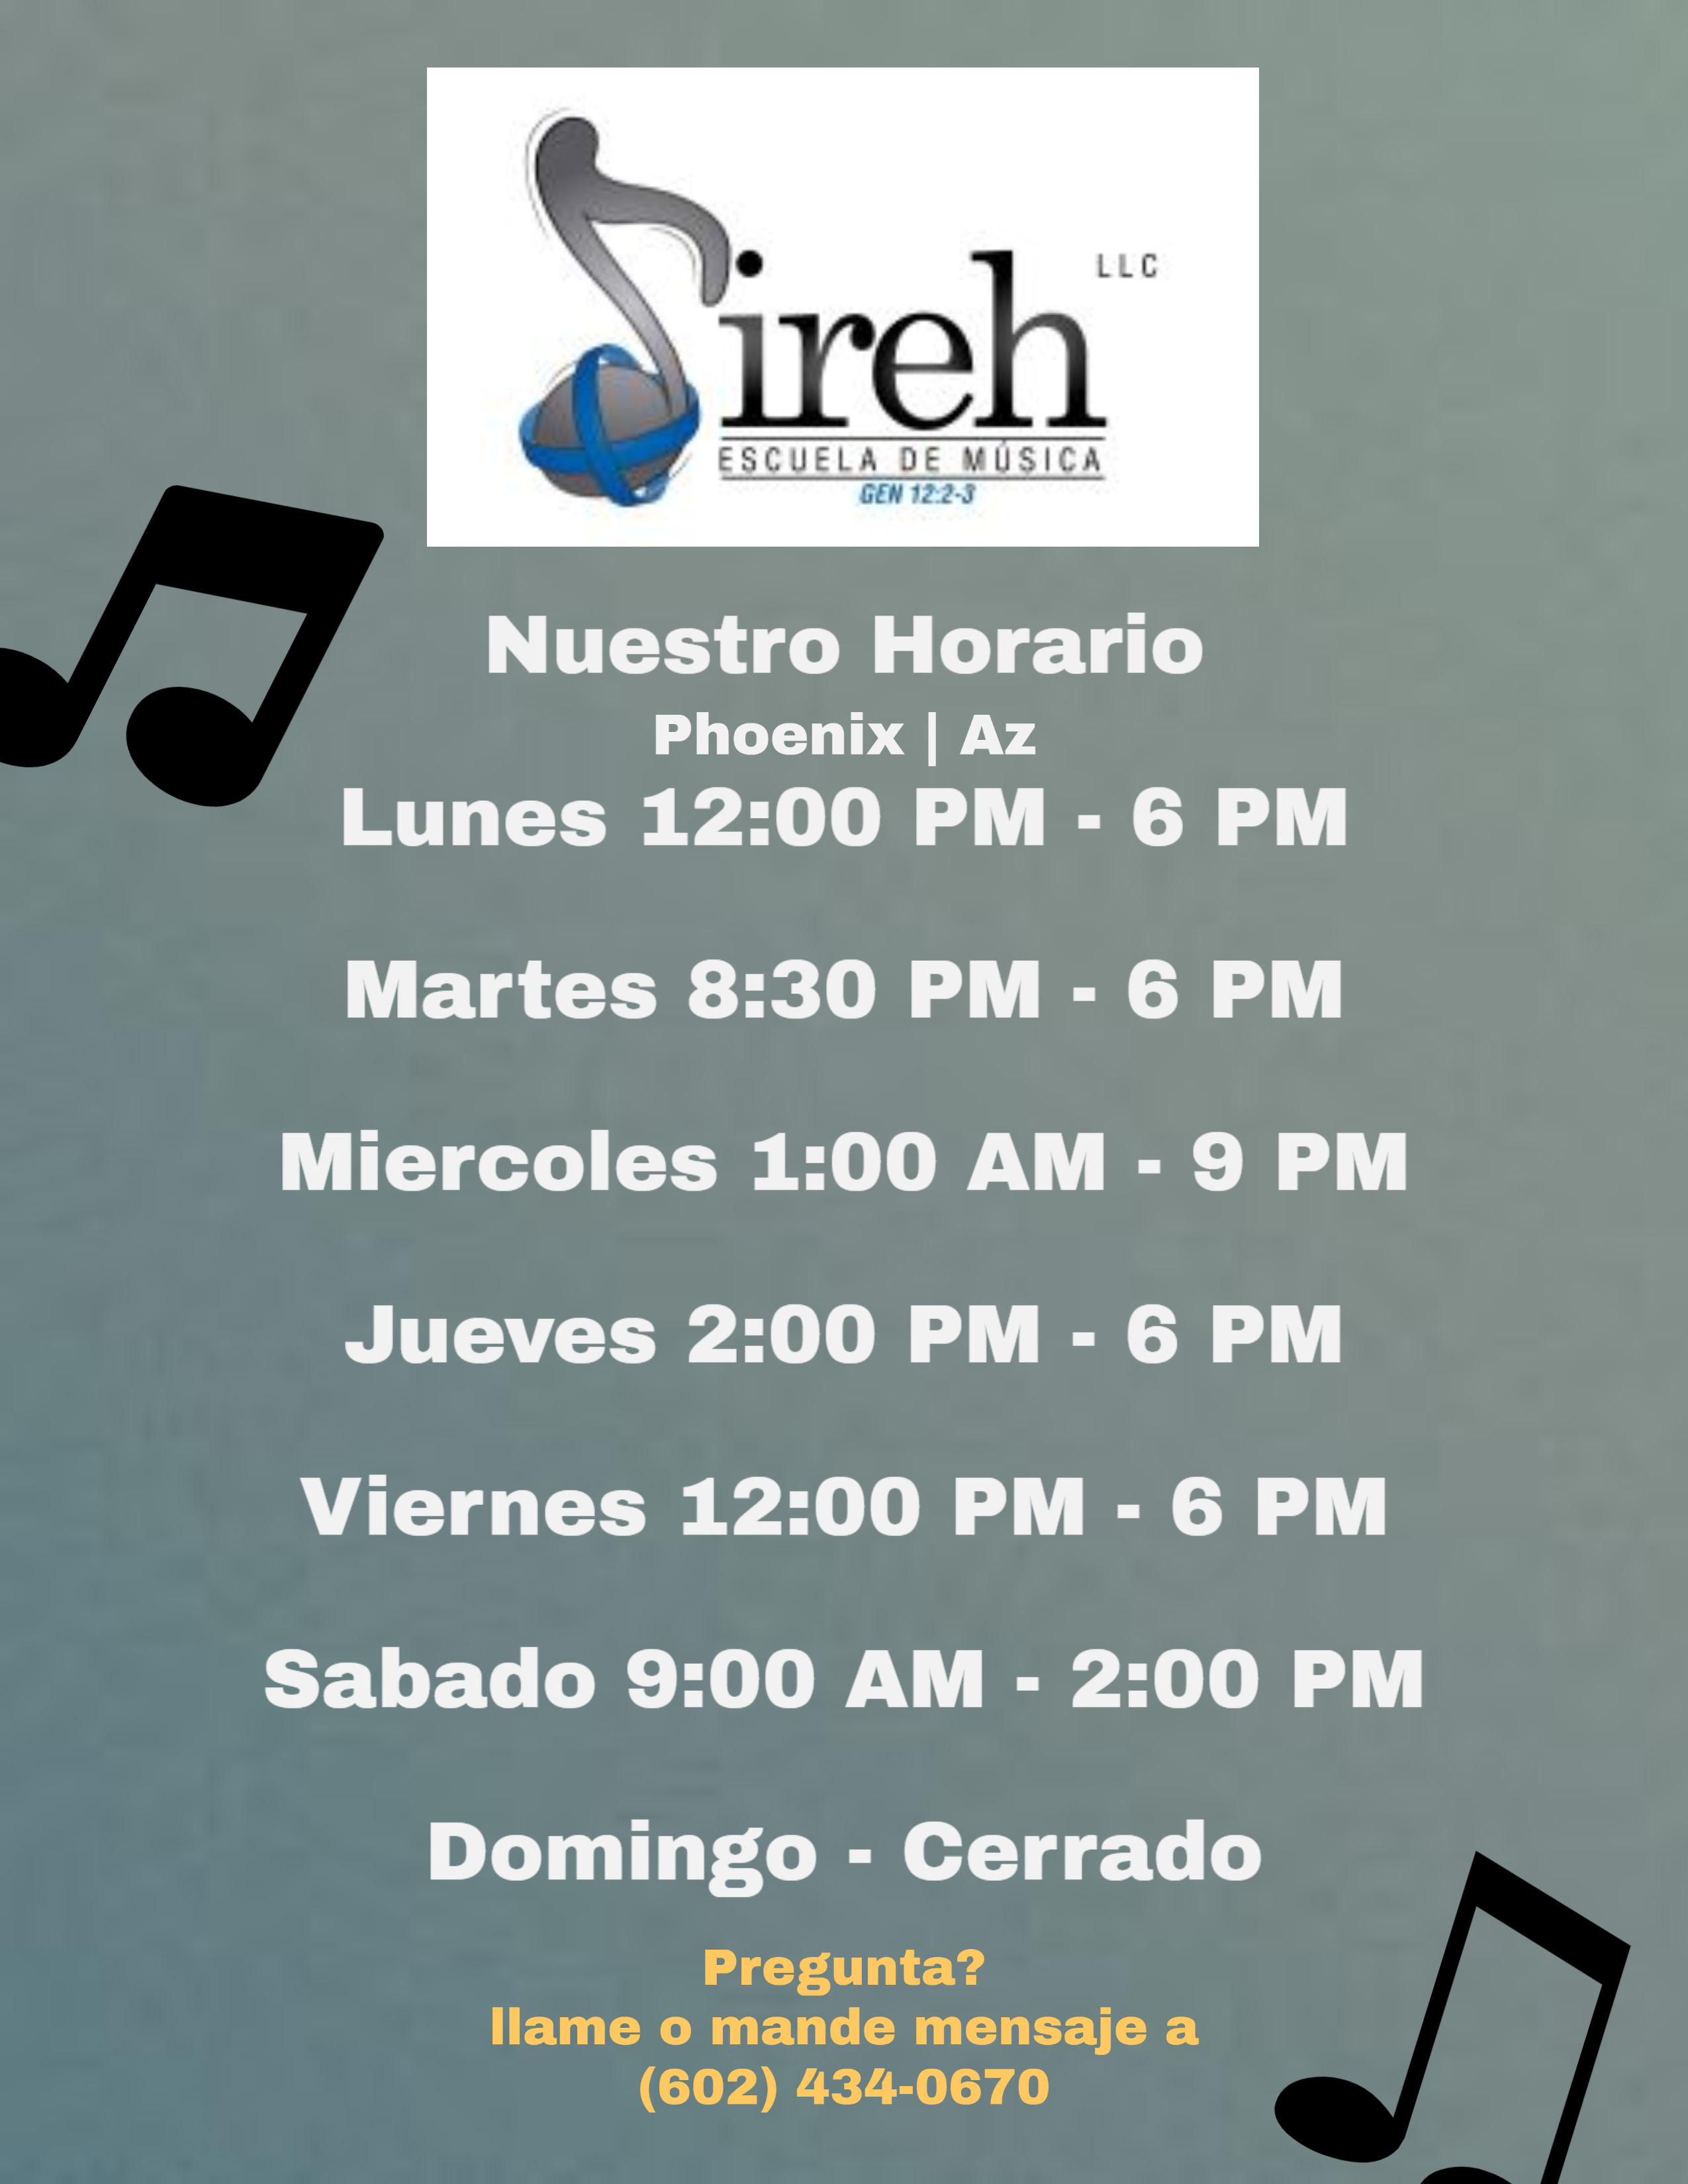 Jireh LLC
ESCUELA DE MÚSICA
GEN 12:2-3
Nuestro Horario
Phoenix | Az
Lunes 12:00 PM - 6 PM
Martes 8:30 PM - 6 PM
Miercoles 1:00 AM - 9 PM
Jueves 2:00 PM - 6 PM
Viernes 12:00 PM - 6 PM
Sabado 9:00 AM - 2:00 PM
Domingo - Cerrado
Pregunta?
llame o mande mensaje a
(602) 434-0670